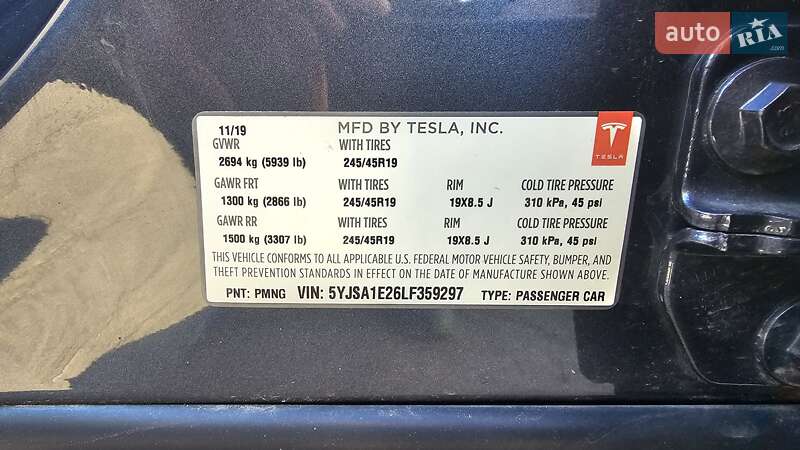 auto RIA.com
11/19 MFD BY TESLA, INC.
GVWR WITH TIRES
2694 kg (5939 lb) 245/45R19
TESLA
GAWR FRT WITH TIRES RIM COLD TIRE PRESSURE
1300 kg (2866 lb) 245/45R19 19X8.5 J 310 kPa, 45 psi
GAWR RR WITH TIRES RIM COLD TIRE PRESSURE
1500 kg (3307 lb) 245/45R19 19X8.5 J 310 kPa, 45 psi
THIS VEHICLE CONFORMS TO ALL APPLICABLE U.S. FEDERAL MOTOR VEHICLE SAFETY, BUMPER, AND
THEFT PREVENTION STANDARDS IN EFFECT ON THE DATE OF MANUFACTURE SHOWN ABOVE.
PNT: PMNG VIN: 5YJSA1E26LF359297 TYPE: PASSENGER CAR